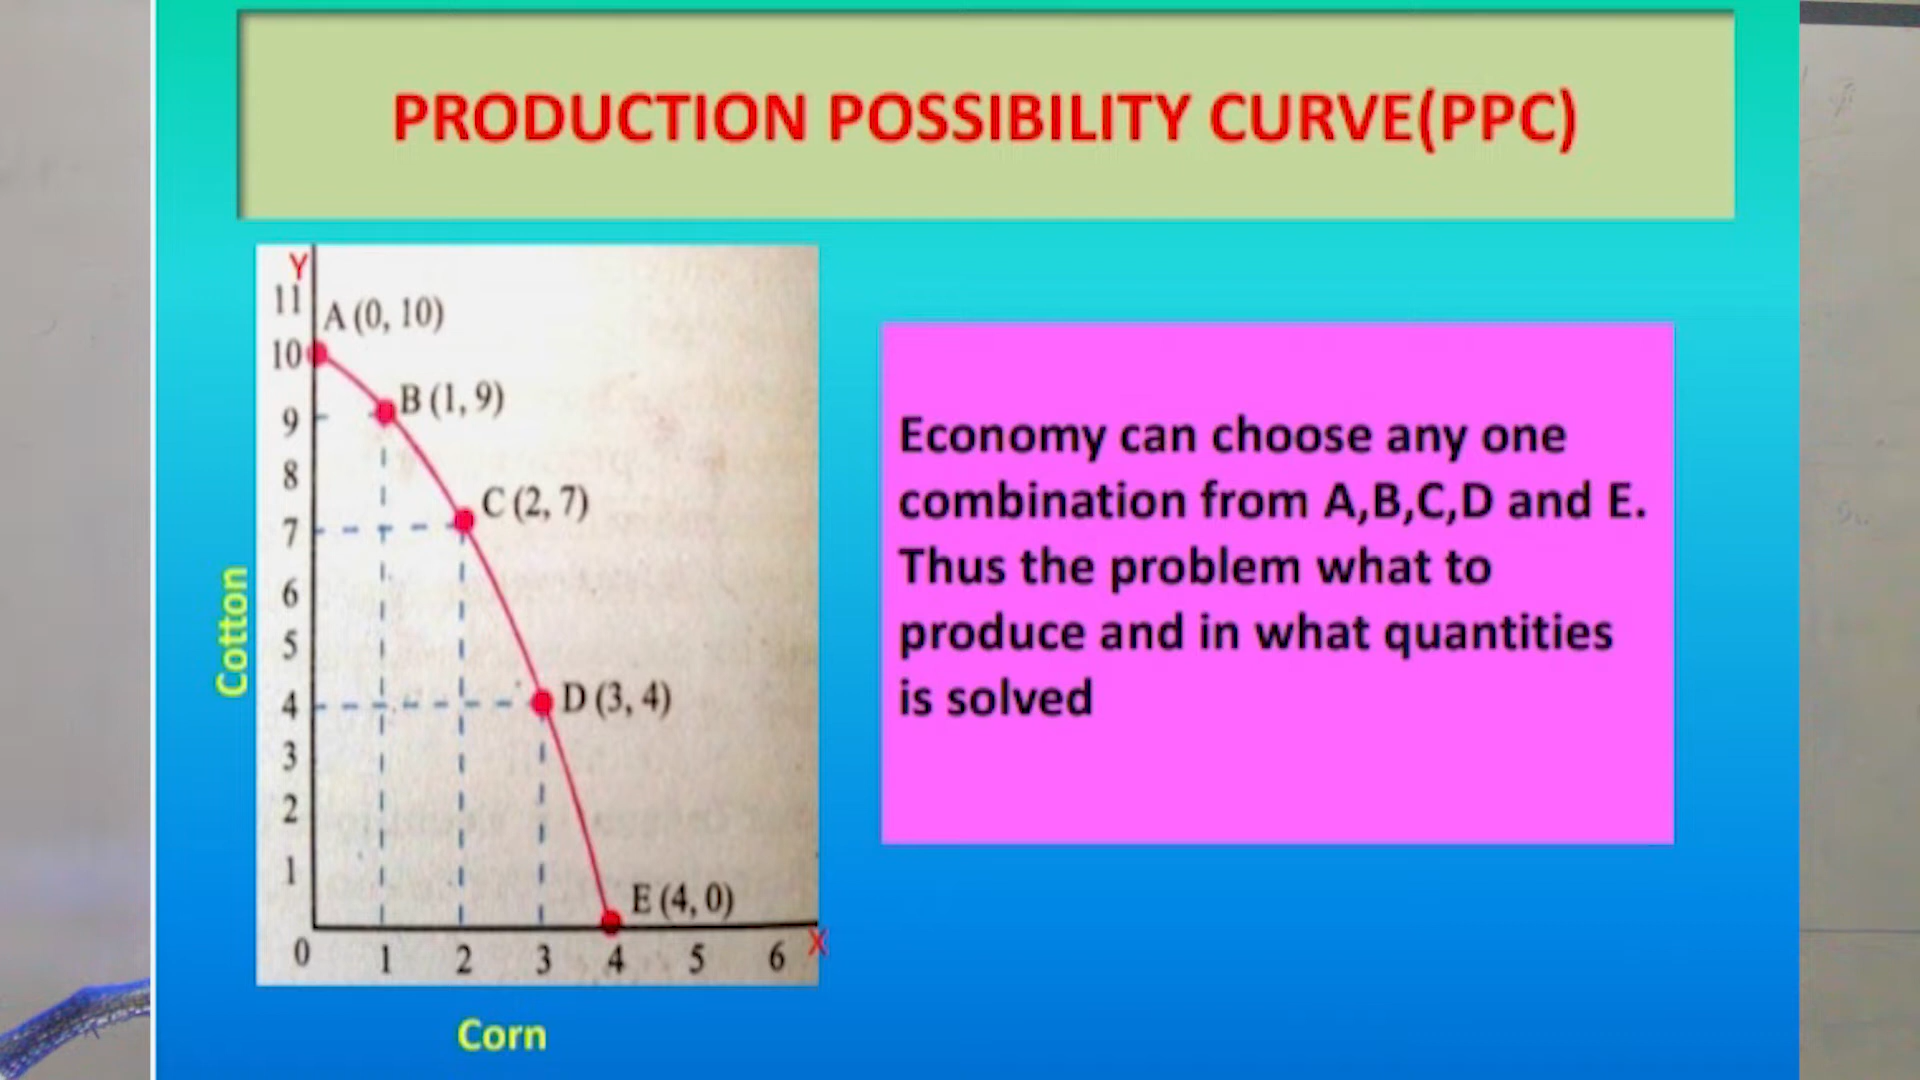 PRODUCTION POSSIBILITY CURVE(PPC)
Y
11
A (0, 10)
10
B (1, 9)
9
8
C (2, 7)
7
6
5
D (3, 4)
4
3
2
1
E (4, 0)
0 1 2 3 4 5 6 X
Cotton
Corn
Economy can choose any one
combination from A,B,C,D and E.
Thus the problem what to
produce and in what quantities
is solved